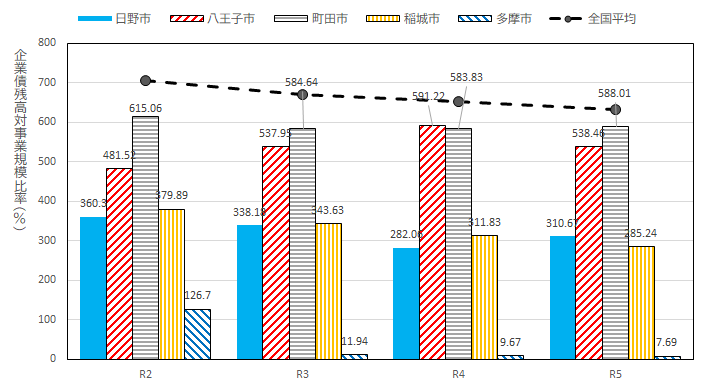 日野市 八王子市 町田市 稲城市 多摩市 全国平均
企業債残高対事業規模比率(%)
800
700
600
500
400
300
200
100
0
360.3 481.52 615.06 379.89 126.7
338.18 537.95 584.64 343.63 11.94
282.06 591.22 583.83 311.83 9.67
310.67 538.46 588.01 285.24 7.69
R2 R3 R4 R5